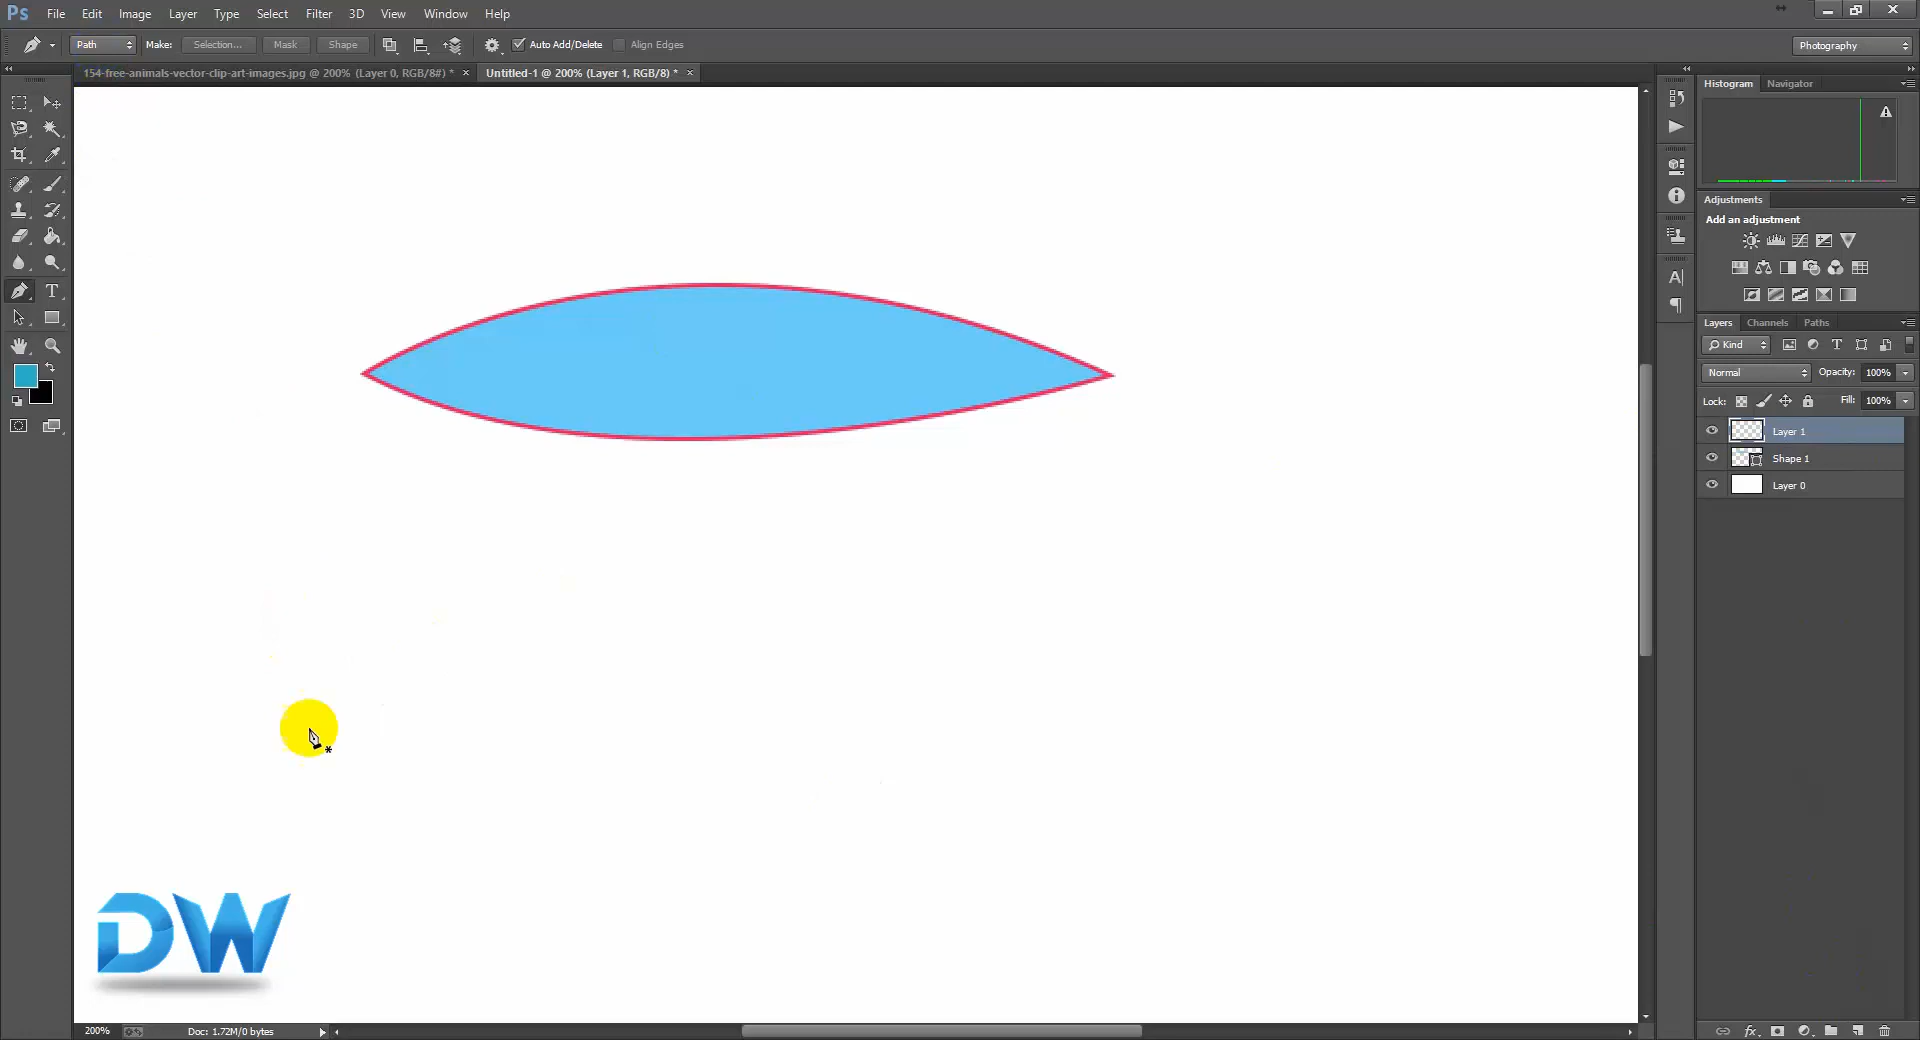 Ps File Edit Image Layer Type Select Filter 3D View Window Help
Path Make: Selection... Mask Shape Auto Add/Delete Align Edges Photography
154-free-animals-vector-clip-art-images.jpg @ 200% (Layer 0, RGB/8#) * Untitled-1 @ 200% (Layer 1, RGB/8) *
Histogram Navigator
Adjustments
Add an adjustment
Layers Channels Paths
Kind
Normal Opacity: 100%
Lock: Fill: 100%
Layer 1
Shape 1
Layer 0
DW
200% Doc: 1.72M/0 bytes